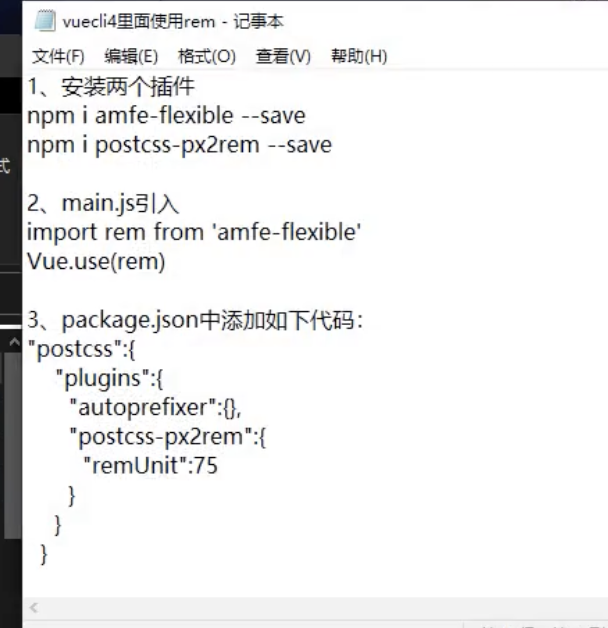 vuecli4里面使用rem - 记事本
文件(F) 编辑(E) 格式(O) 查看(V) 帮助(H)
1、安装两个插件
npm i amfe-flexible --save
npm i postcss-px2rem --save
式
2、main.js引入
import rem from 'amfe-flexible'
Vue.use(rem)
3、package.json中添加如下代码：
"postcss":{
"plugins":{
"autoprefixer":{},
"postcss-px2rem":{
"remUnit":75
}
}
}